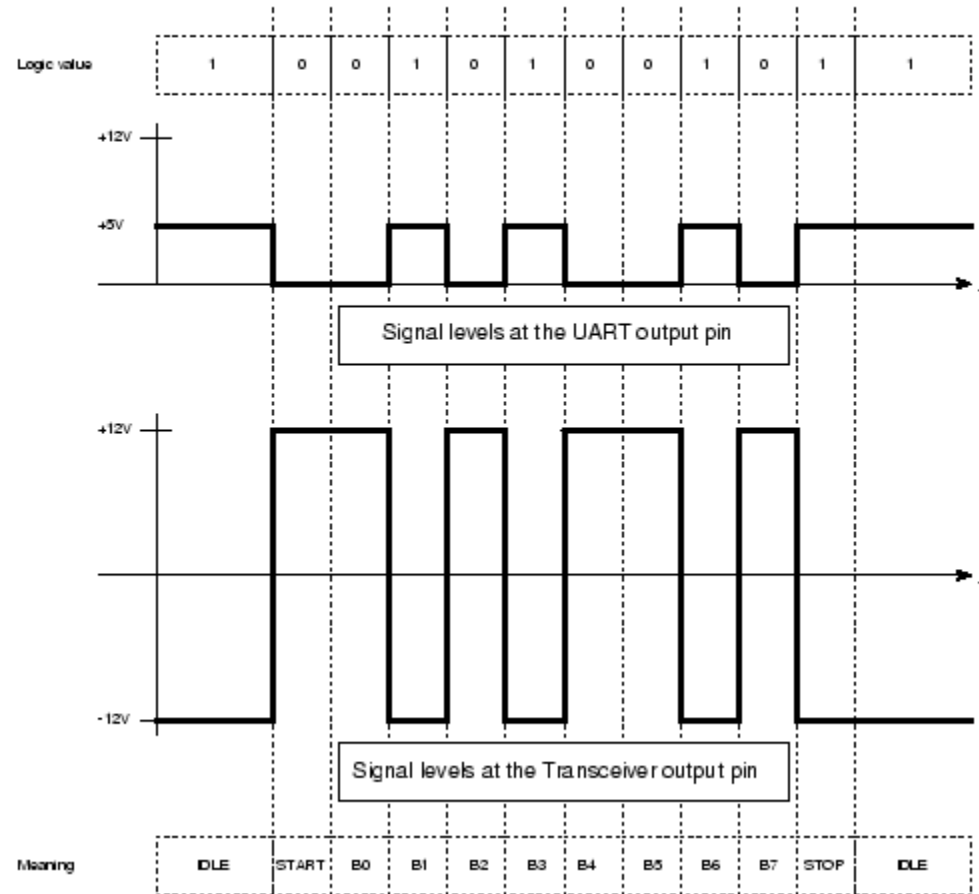 Logic value 1 0 0 1 0 1 0 0 1 0 1 1
+12V
+5V
Signal levels at the UART output pin
+12V
-12V
Signal levels at the Transceiver output pin
Meaning IDLE START B0 B1 B2 B3 B4 B5 B6 B7 STOP IDLE